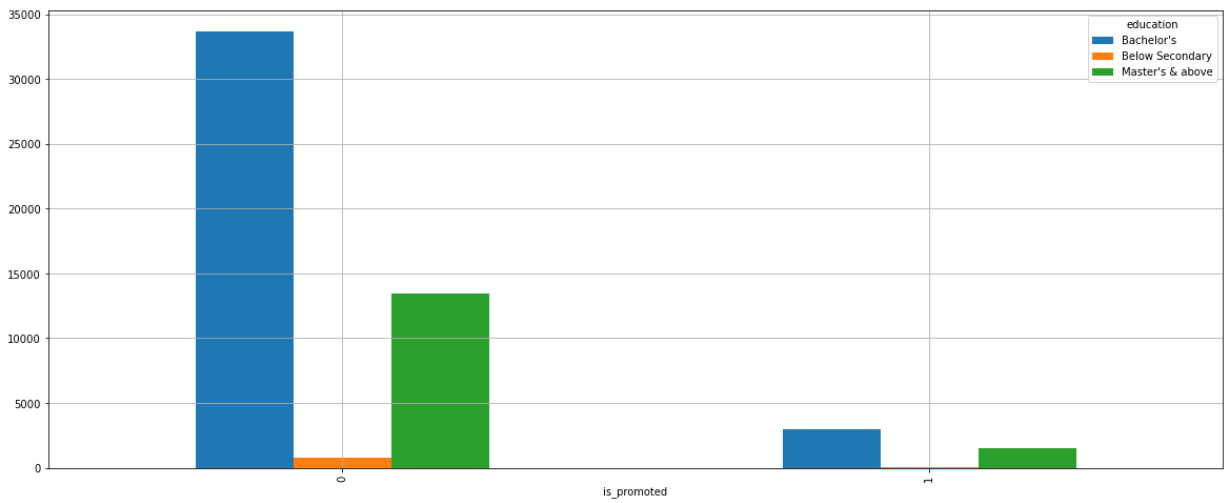 35000
30000
25000
20000
15000
10000
5000
0
education
Bachelor's
Below Secondary
Master's & above
0
1
is_promoted